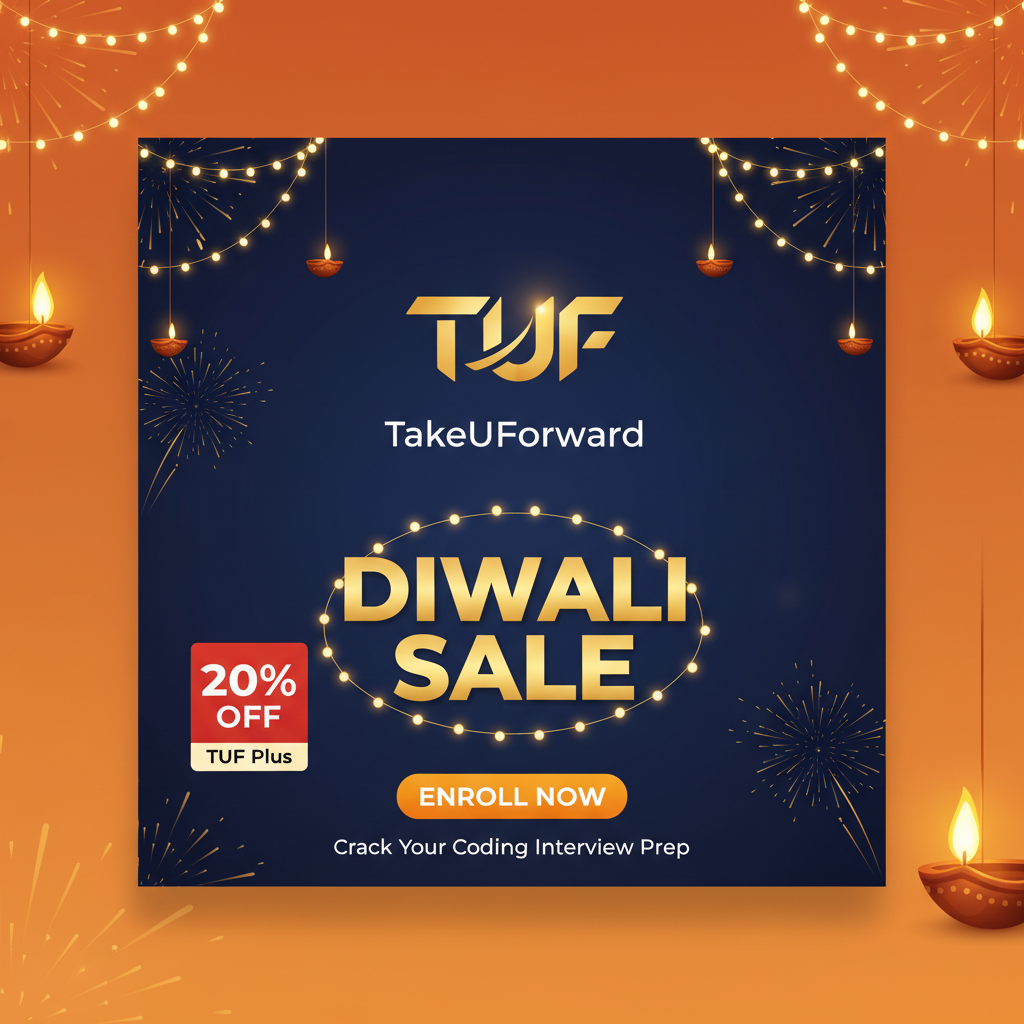 TUF
TakeUForward
DIWALI
SALE
20%
OFF
TUF Plus
ENROLL NOW
Crack Your Coding Interview Prep